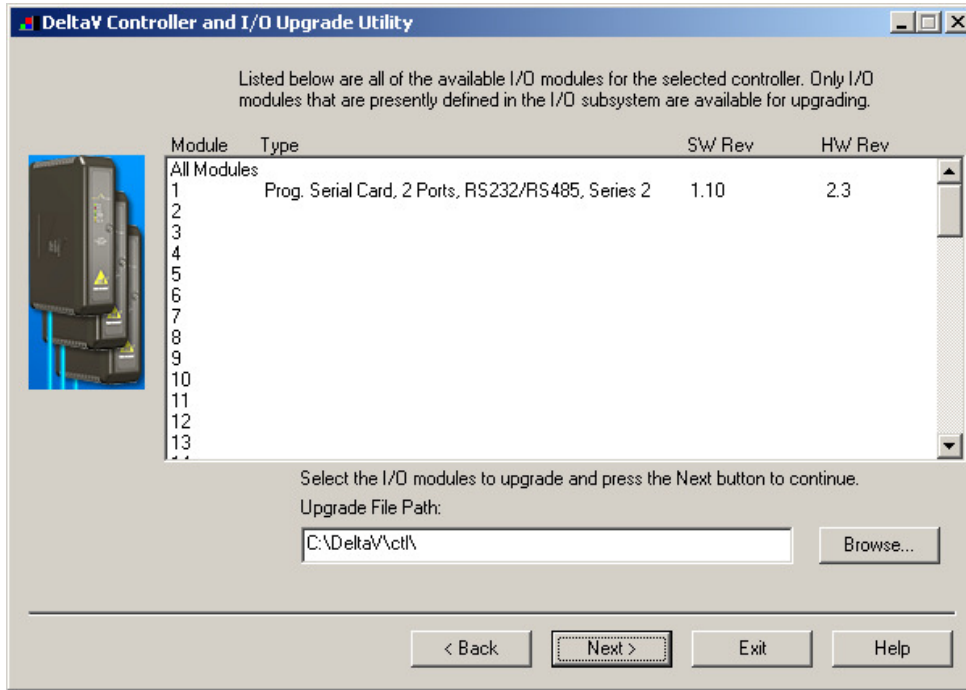 DeltaV Controller and I/O Upgrade Utility
Listed below are all of the available I/O modules for the selected controller. Only I/O
modules that are presently defined in the I/O subsystem are available for upgrading.
Module Type SW Rev HW Rev
All Modules
1 Prog. Serial Card, 2 Ports, RS232/RS485, Series 2 1.10 2.3
2
3
4
5
6
7
8
9
10
11
12
13
Select the I/O modules to upgrade and press the Next button to continue.
Upgrade File Path:
C:\DeltaV\ctl\
Browse...
< Back Next > Exit Help